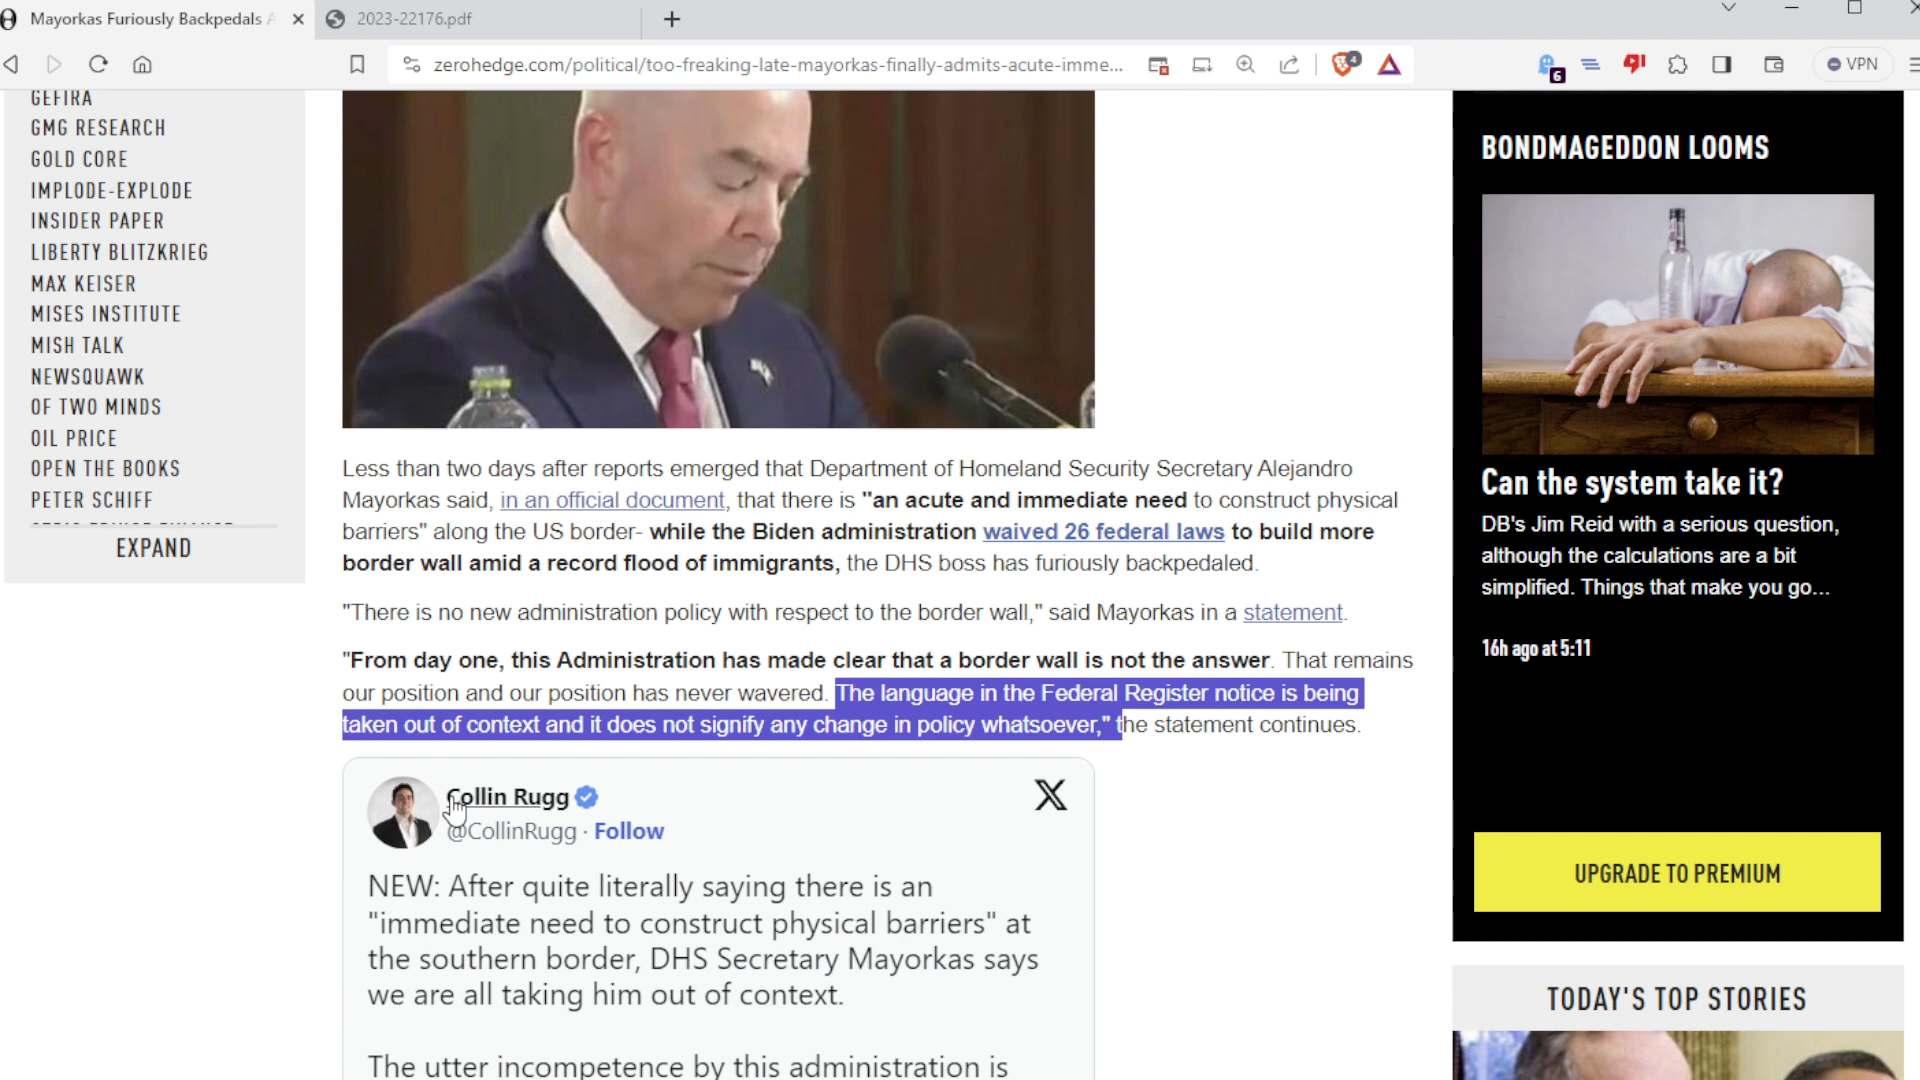 Mayorkas Furiously Backpedals A
2023-22176.pdf
zerohedge.com/political/too-freaking-late-mayorkas-finally-admits-acute-imme...
4
6
VPN
GEFIRA
GMG RESEARCH
GOLD CORE
IMPLODE-EXPLODE
INSIDER PAPER
LIBERTY BLITZKRIEG
MAX KEISER
MISES INSTITUTE
MISH TALK
NEWSQUAWK
OF TWO MINDS
OIL PRICE
OPEN THE BOOKS
PETER SCHIFF
EXPAND
Less than two days after reports emerged that Department of Homeland Security Secretary Alejandro
Mayorkas said, in an official document, that there is "an acute and immediate need to construct physical
barriers" along the US border- while the Biden administration waived 26 federal laws to build more
border wall amid a record flood of immigrants, the DHS boss has furiously backpedaled.
"There is no new administration policy with respect to the border wall," said Mayorkas in a statement.
"From day one, this Administration has made clear that a border wall is not the answer. That remains
our position and our position has never wavered. The language in the Federal Register notice is being
taken out of context and it does not signify any change in policy whatsoever," the statement continues.
Collin Rugg
@CollinRugg · Follow
NEW: After quite literally saying there is an
"immediate need to construct physical barriers" at
the southern border, DHS Secretary Mayorkas says
we are all taking him out of context.
The utter incompetence by this administration is
BONDMAGEDDON LOOMS
Can the system take it?
DB's Jim Reid with a serious question,
although the calculations are a bit
simplified. Things that make you go...
16h ago at 5:11
UPGRADE TO PREMIUM
TODAY'S TOP STORIES